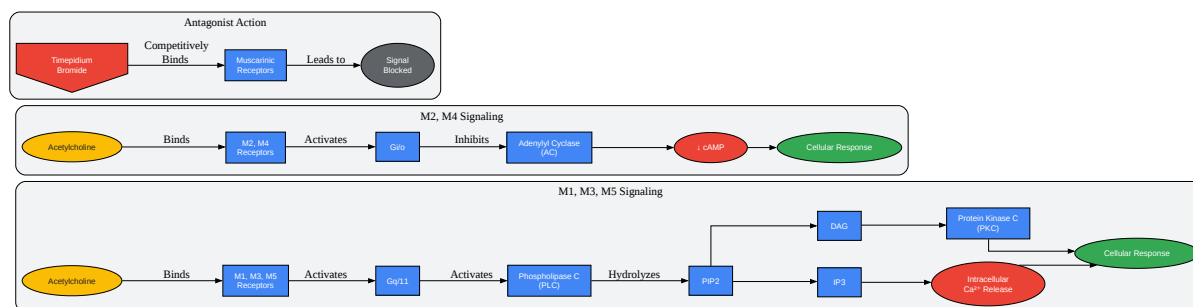 Antagonist Action
Timepidium
Bromide
Competitively
Binds
Muscarinic
Receptors
Leads to
Signal
Blocked
M2, M4 Signaling
Acetylcholine
Binds
M2, M4
Receptors
Activates
Gi/o
Inhibits
Adenylyl Cyclase
(AC)
↓ cAMP
Cellular Response
M1, M3, M5 Signaling
Acetylcholine
Binds
M1, M3, M5
Receptors
Activates
Gq/11
Activates
Phospholipase C
(PLC)
Hydrolyzes
PIP2
DAG
Protein Kinase C
(PKC)
IP3
Intracellular
Ca²⁺ Release
Cellular Response